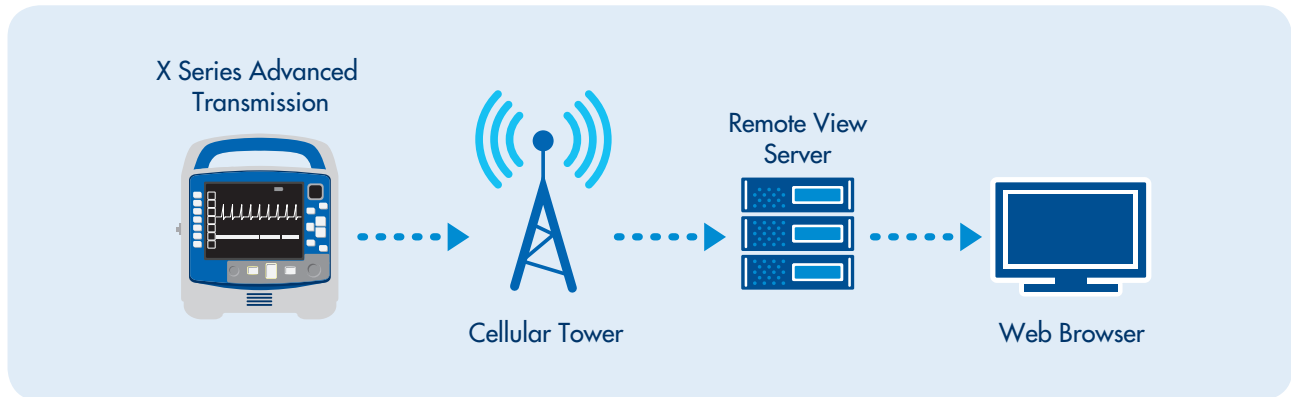 X Series Advanced
Transmission
Remote View
Server
Cellular Tower
Web Browser